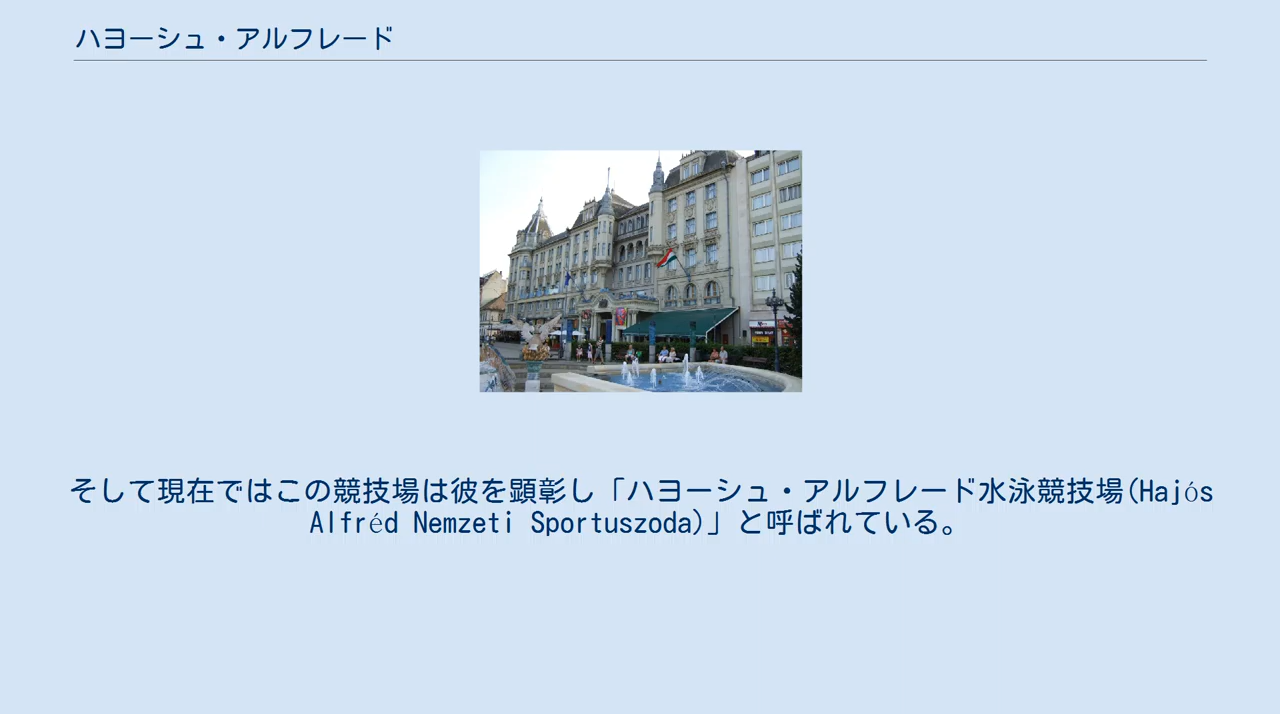 ハヨーシュ・アルフレード
そして現在ではこの競技場は彼を顕彰し「ハヨーシュ・アルフレード水泳競技場(Hajós
Alfréd Nemzeti Sportuszoda)」と呼ばれている。